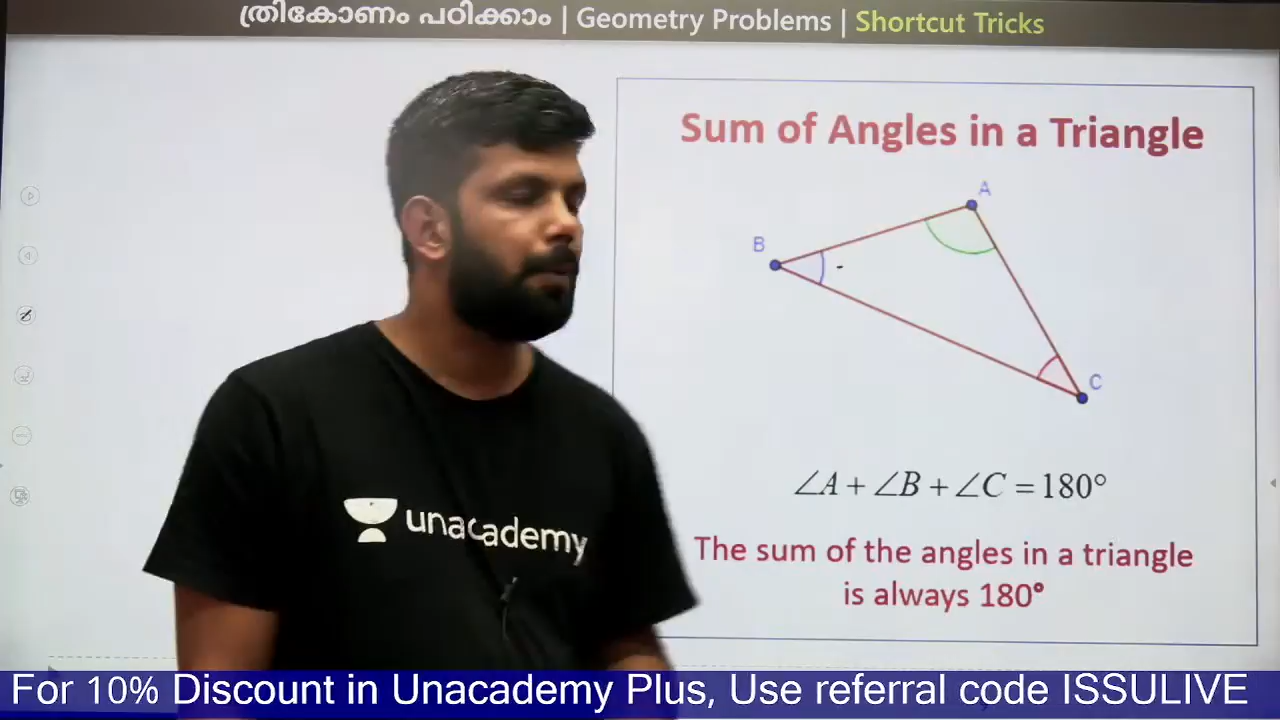 ത്രികോണം പഠിക്കാം | Geometry Problems | Shortcut Tricks
Sum of Angles in a Triangle
A
B
C
∠A + ∠B + ∠C = 180°
The sum of the angles in a triangle
is always 180°
unacademy
For 10% Discount in Unacademy Plus, Use referral code ISSULIVE